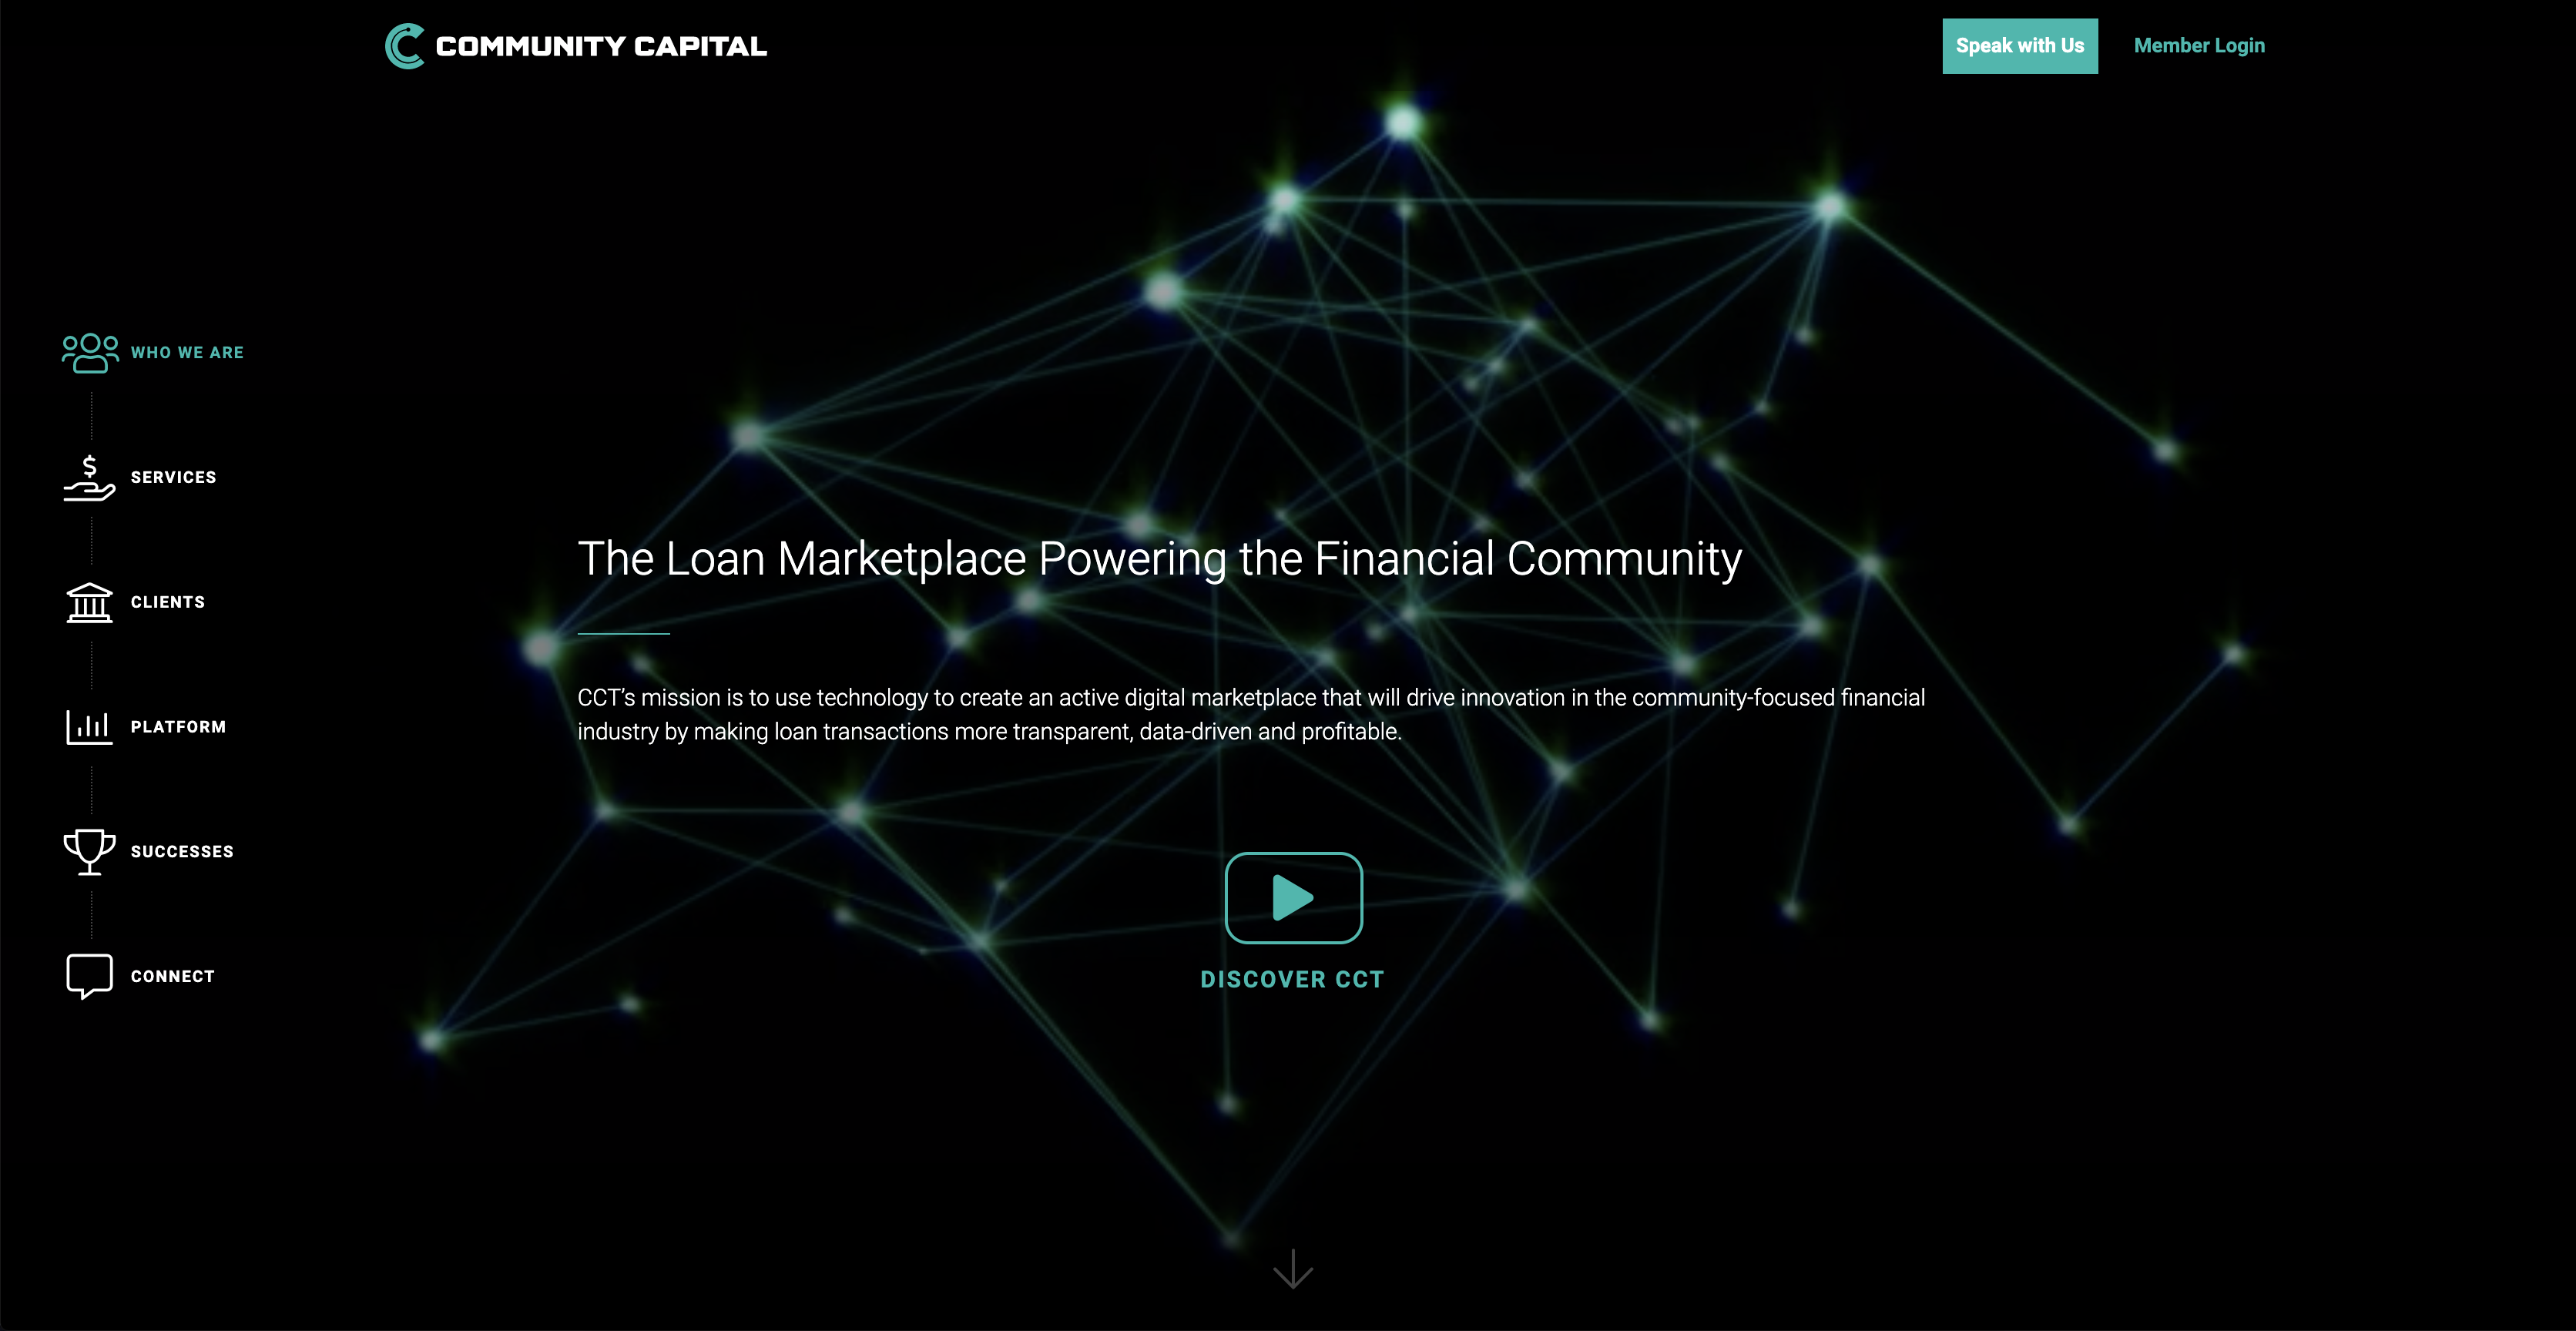 COMMUNITY CAPITAL
Speak with Us
Member Login
WHO WE ARE
SERVICES
CLIENTS
PLATFORM
SUCCESSES
CONNECT
The Loan Marketplace Powering the Financial Community
CCT’s mission is to use technology to create an active digital marketplace that will drive innovation in the community-focused financial
industry by making loan transactions more transparent, data-driven and profitable.
DISCOVER CCT